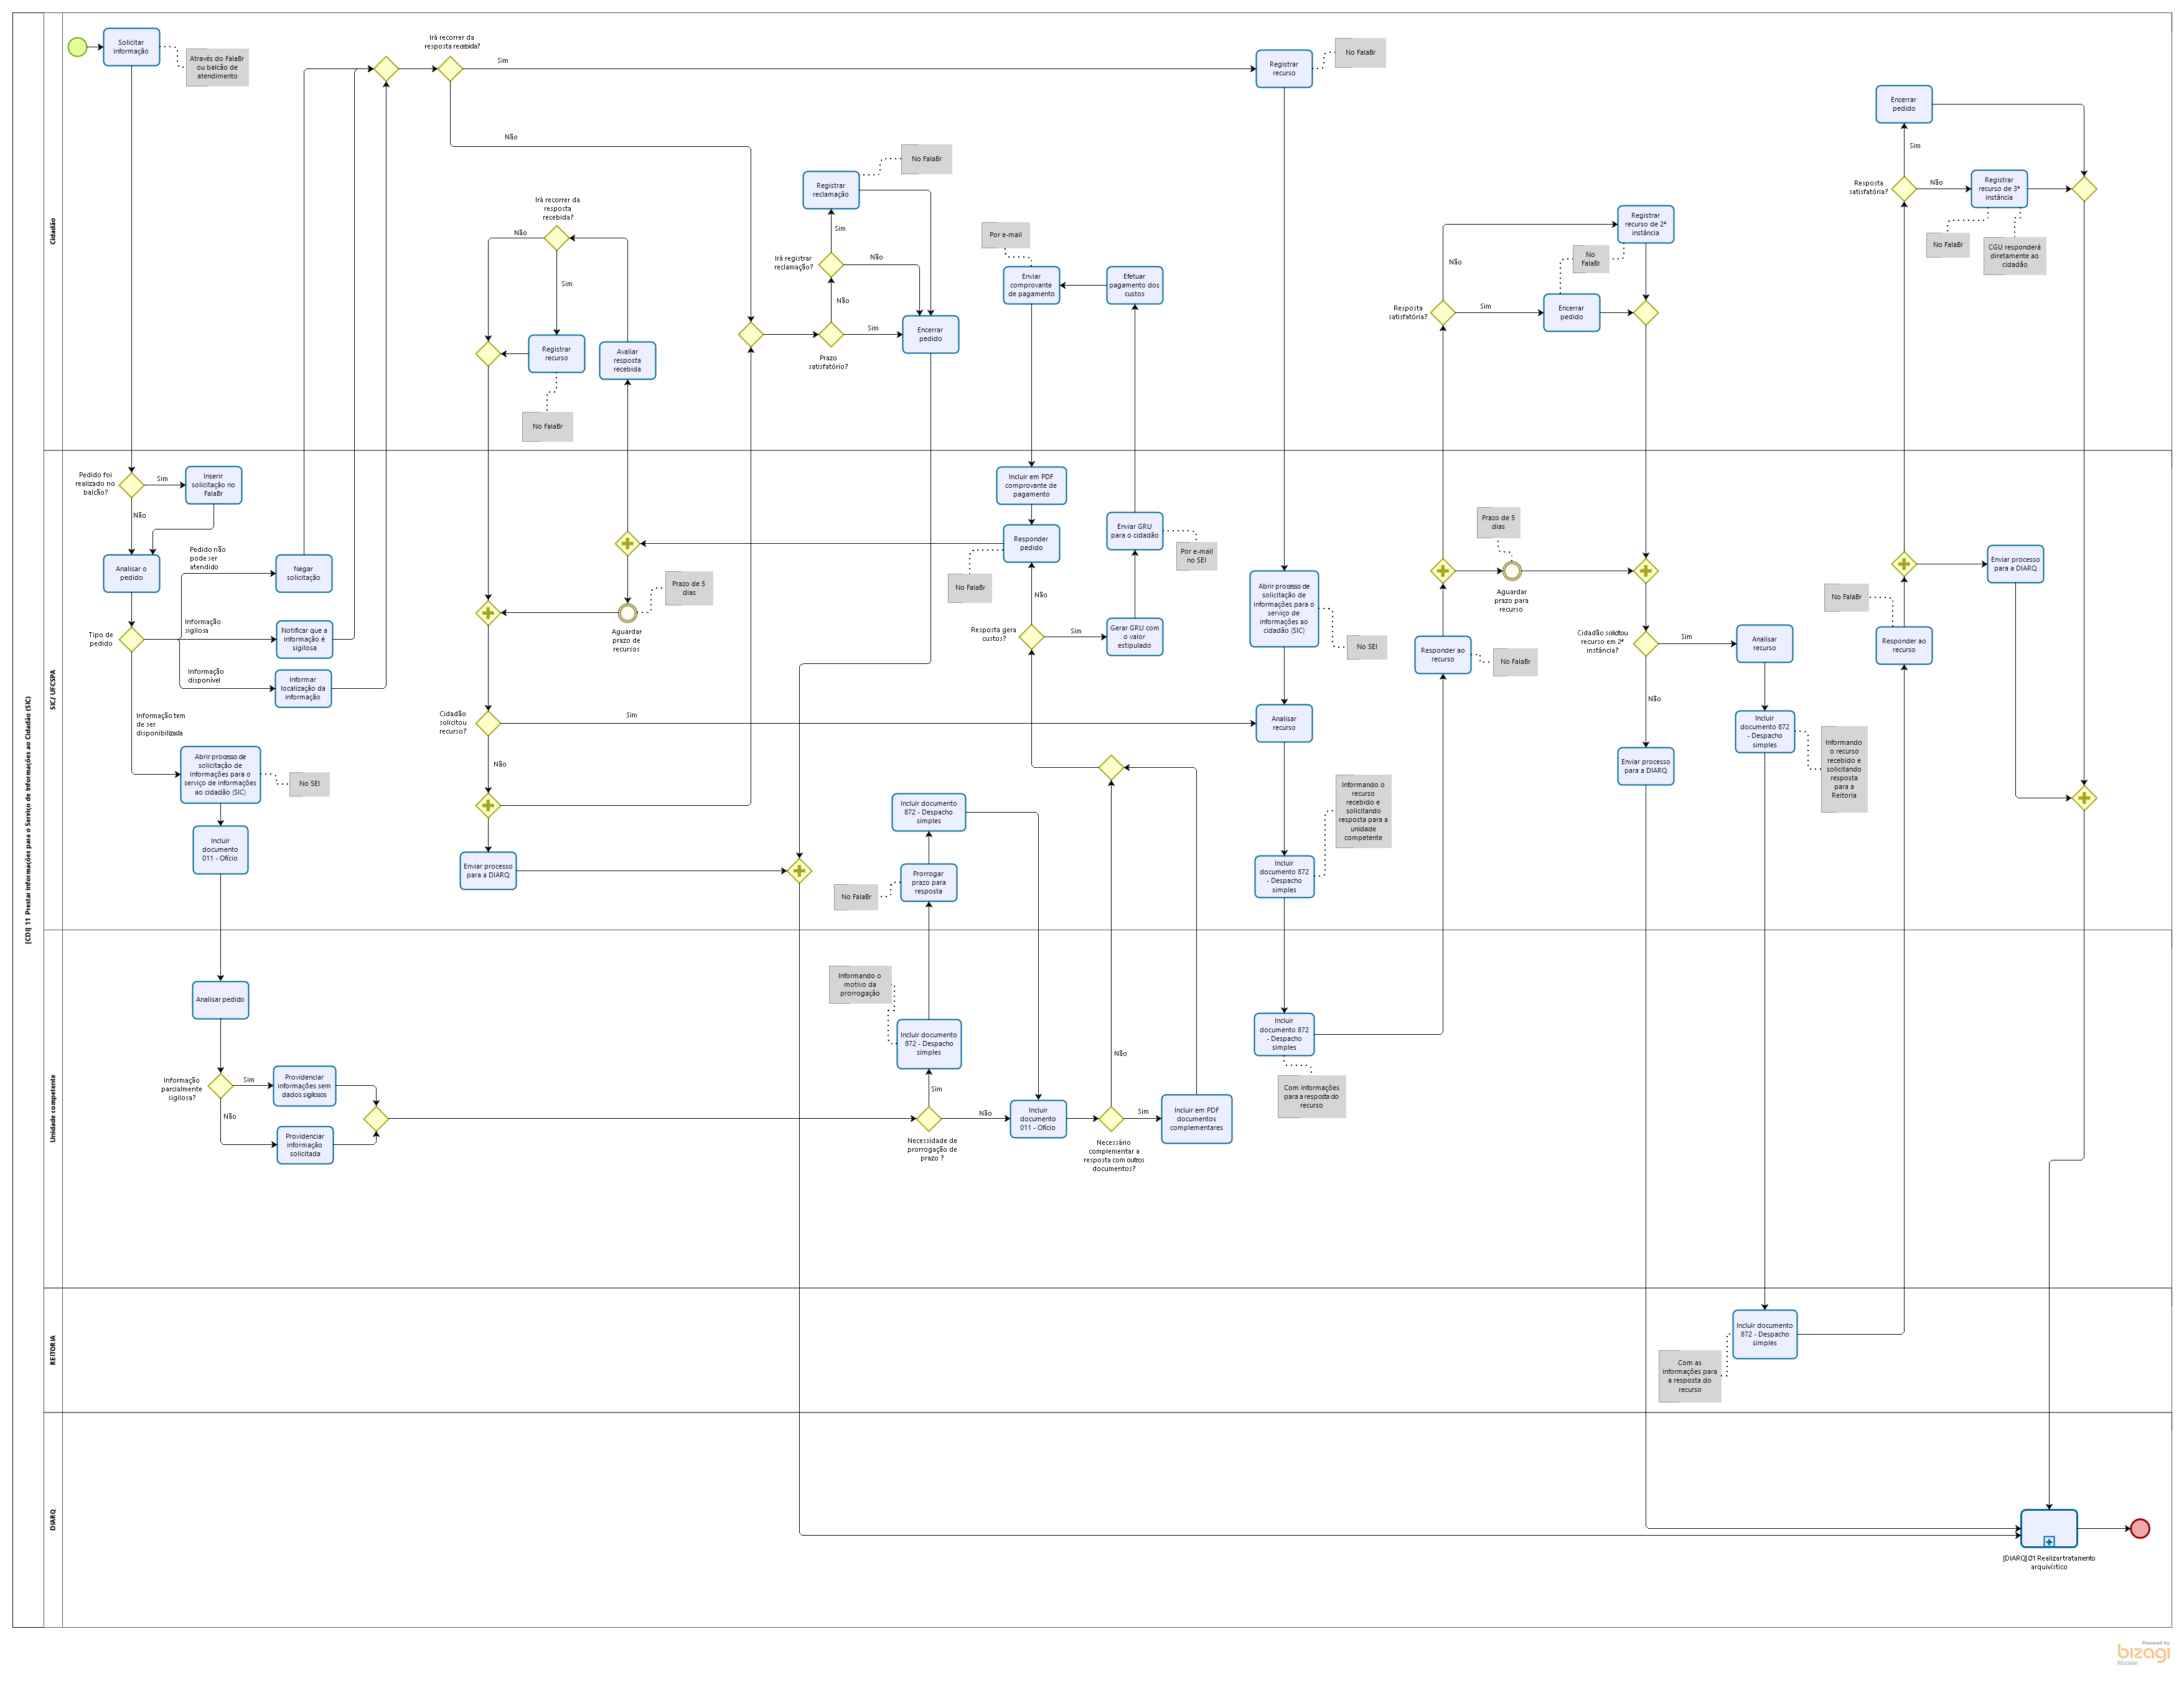 [CDI] 11 Prestar informações para o Serviço de Informações ao Cidadão (SIC)
Cidadão
Solicitar
informação
Através do FalaBr
ou balcão de
atendimento
Irá recorrer da
resposta recebida?
Sim
Não
Registrar
recurso
No FalaBr
Irá recorrer da
resposta
recebida?
Não
Sim
Registrar
recurso
No FalaBr
Avaliar
resposta
recebida
Registrar
reclamação
No FalaBr
Sim
Irá registrar
reclamação?
Não
Não
Sim
Prazo
satisfatório?
Encerrar
pedido
Por e-mail
Enviar
comprovante
de pagamento
Efetuar
pagamento dos
custos
Registrar
recurso de 2ª
instância
No
FalaBr
Não
Resposta
satisfatória?
Sim
Encerrar
pedido
Encerrar
pedido
Sim
Resposta
satisfatória?
Não
Registrar
recurso de 3ª
instância
No FalaBr
CGU responderá
diretamente ao
cidadão
SIC/ UFCSPA
Pedido foi
realizado no
balcão?
Sim
Inserir
solicitação no
FalaBr
Não
Analisar o
pedido
Pedido não
pode ser
atendido
Negar
solicitação
Tipo de
pedido
Informação
sigilosa
Notificar que a
informação é
sigilosa
Informação
disponível
Informar
localização da
informação
Informação tem
de ser
disponibilizada
Abrir processo de
solicitação de
informações para o
serviço de informações
ao cidadão (SIC)
No SEI
Incluir
documento
011 - Ofício
Prazo de 5
dias
Aguardar
prazo de
recursos
Cidadão
solicitou
recurso?
Sim
Não
Enviar processo
para a DIARQ
Incluir em PDF
comprovante de
pagamento
Responder
pedido
No FalaBr
Enviar GRU
para o cidadão
Por e-mail
no SEI
Não
Resposta gera
custos?
Sim
Gerar GRU com
o valor
estipulado
Incluir documento
872 - Despacho
simples
Prorrogar
prazo para
resposta
No FalaBr
Abrir processo de
solicitação de
informações para o
serviço de
informações ao
cidadão (SIC)
No SEI
Analisar
recurso
Informando o
recurso
recebido e
solicitando
resposta para a
unidade
competente
Incluir
documento 872
- Despacho
simples
Responder ao
recurso
No FalaBr
Prazo de 5
dias
Aguardar
prazo para
recurso
Cidadão solicitou
recurso em 2ª
instância?
Sim
Não
Enviar processo
para a DIARQ
Analisar
recurso
Incluir
documento 872
- Despacho
simples
Informando
o recurso
recebido e
solicitando
resposta
para a
Reitoria
No FalaBr
Responder ao
recurso
Enviar processo
para a DIARQ
Unidade competente
Analisar pedido
Informação
parcialmente
sigilosa?
Sim
Providenciar
informações sem
dados sigilosos
Não
Providenciar
informação
solicitada
Informando o
motivo da
prorrogação
Incluir documento
872 - Despacho
simples
Sim
Não
Necessidade de
prorrogação de
prazo ?
Incluir
documento
011 - Ofício
Não
Sim
Necessário
complementar a
resposta com outros
documentos?
Incluir em PDF
documentos
complementares
Incluir
documento 872
- Despacho
simples
Com informações
para a resposta do
recurso
REITORIA
Incluir documento
872 - Despacho
simples
Com as
informações para
a resposta do
recurso
DIARQ
[DIARQ] 01 Realizar tratamento
arquivístico
Powered by
bizagi
Modeler